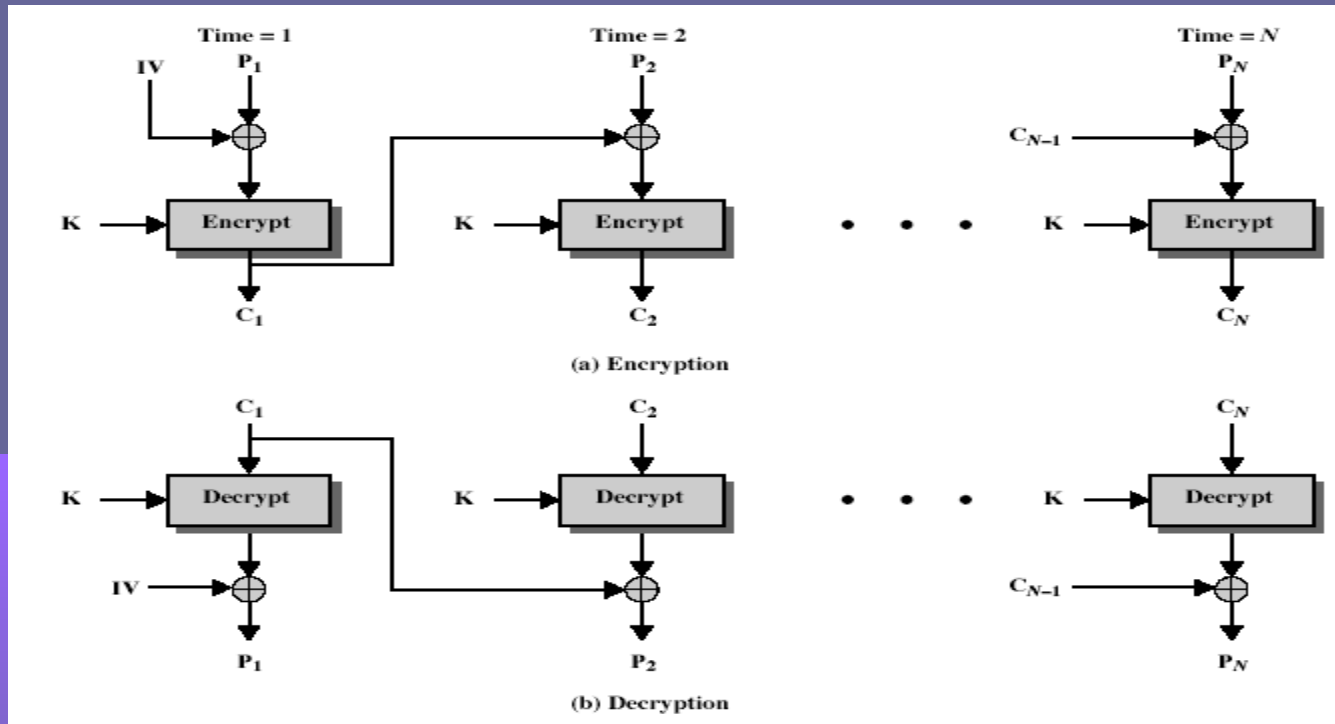 Time = 1 Time = 2 Time = N
IV P1 P2 PN
CN−1
K Encrypt K Encrypt • • • K Encrypt
C1 C2 CN
(a) Encryption
C1 C2 CN
K Decrypt K Decrypt • • • K Decrypt
IV CN−1
P1 P2 PN
(b) Decryption